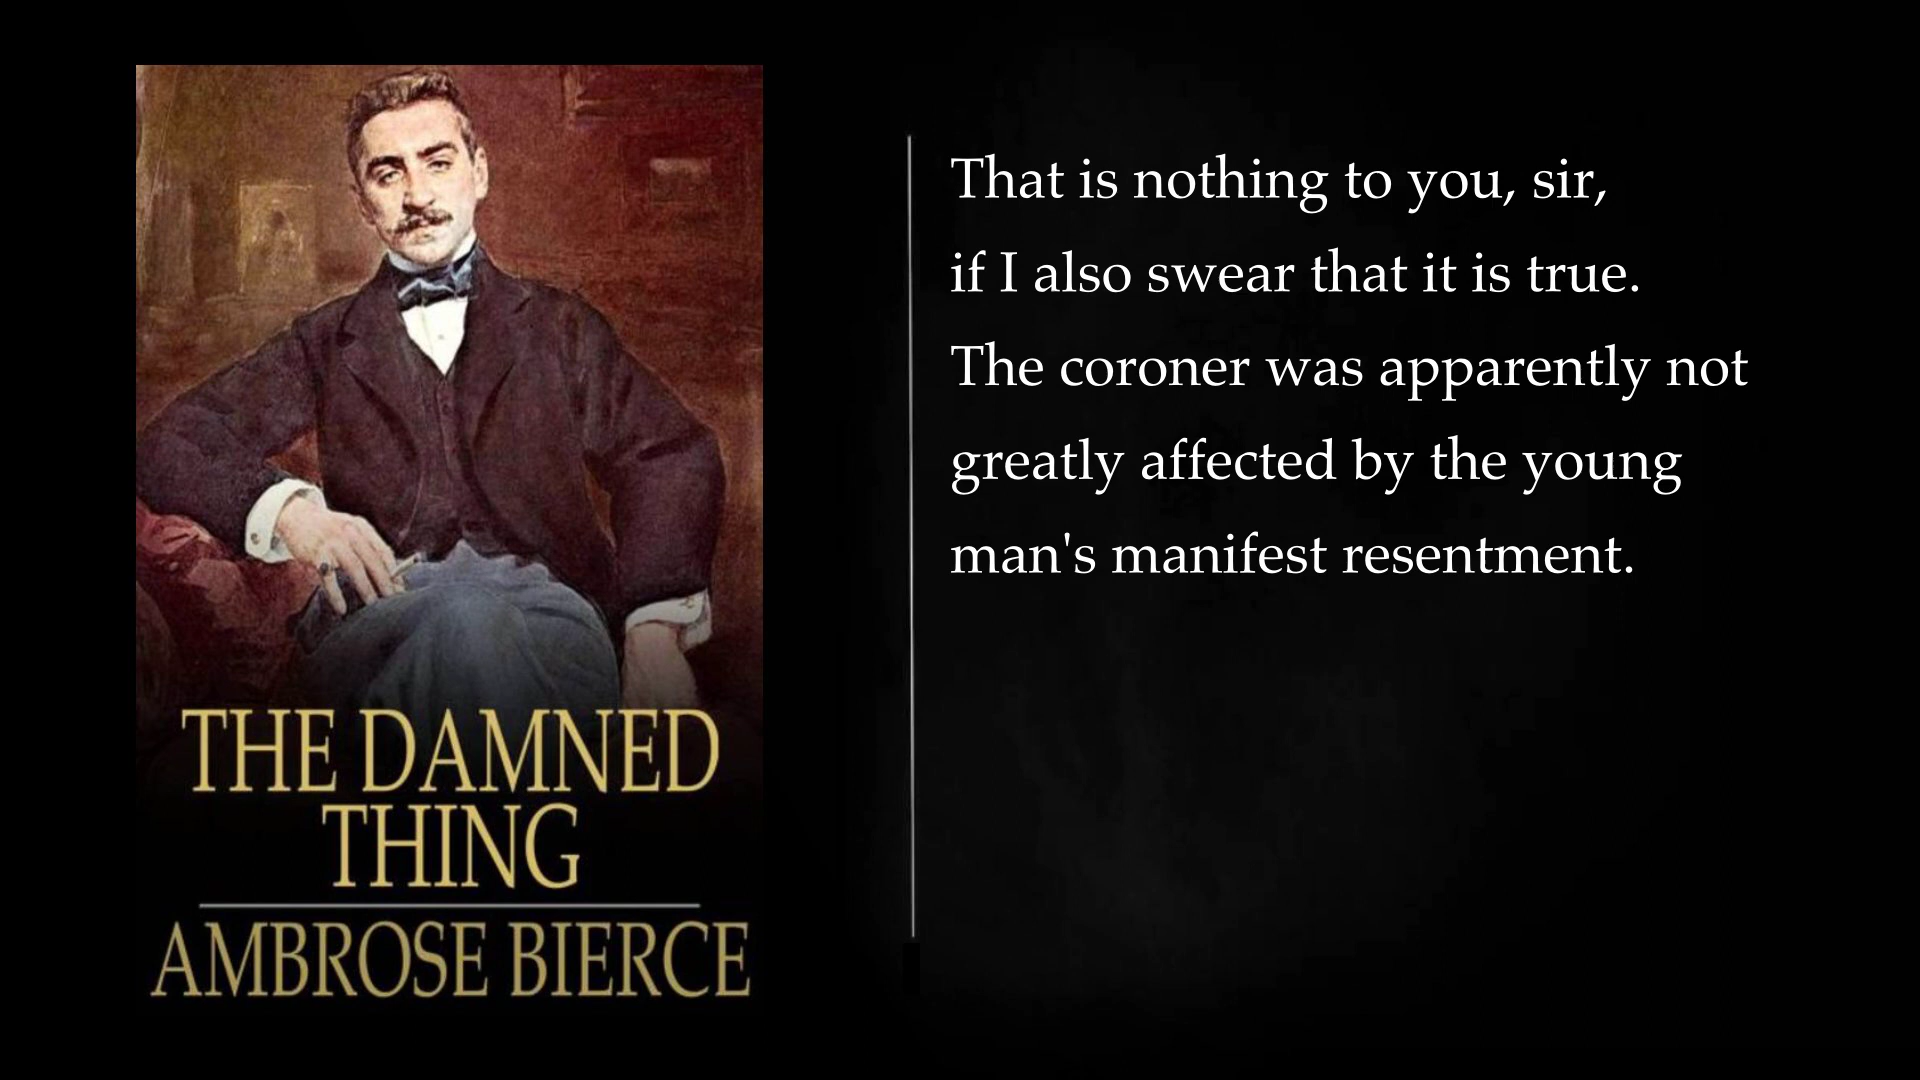 THE DAMNED
THING
AMBROSE BIERCE
That is nothing to you, sir,
if I also swear that it is true.
The coroner was apparently not
greatly affected by the young
man's manifest resentment.